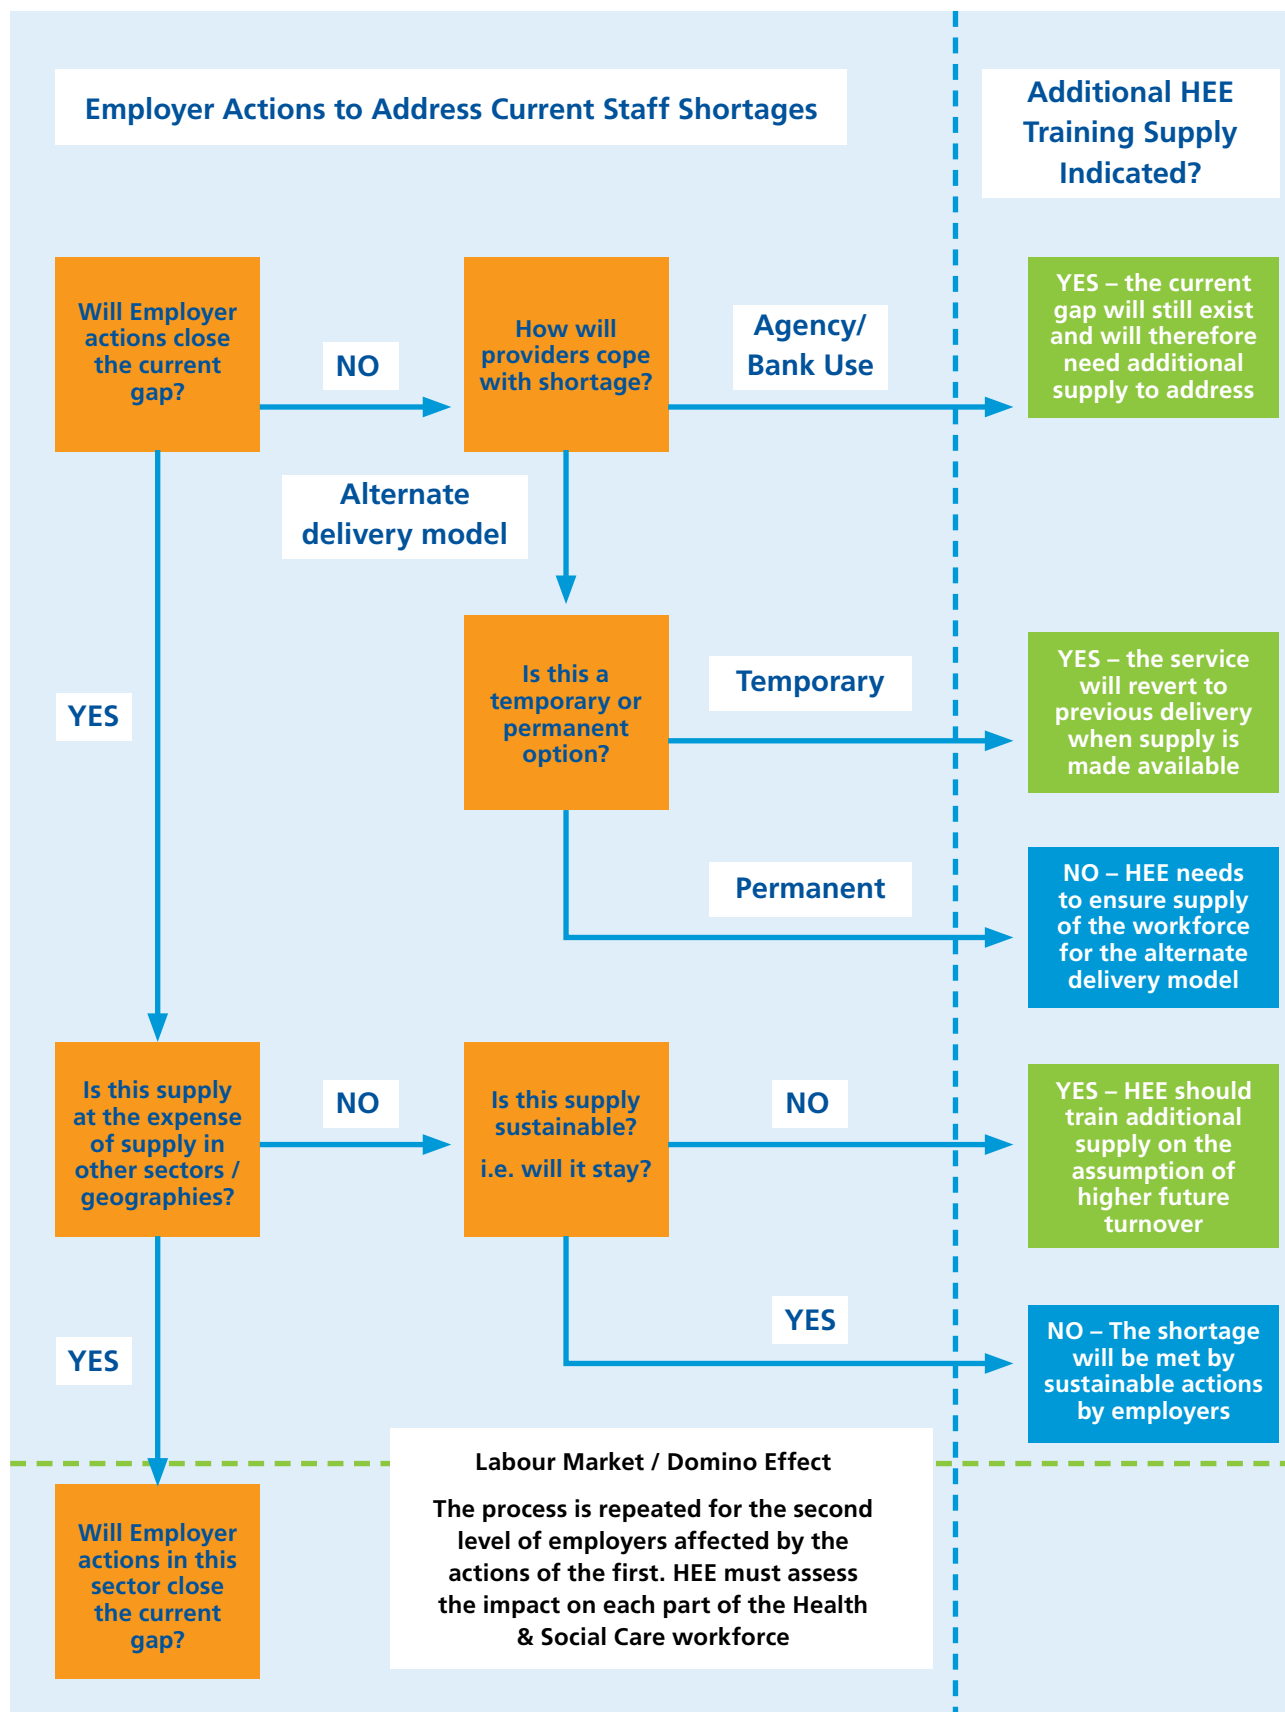 Employer Actions to Address Current Staff Shortages
Additional HEE
Training Supply
Indicated?
Will Employer
actions close
the current
gap?
NO
How will
providers cope
with shortage?
Agency/
Bank Use
YES – the current
gap will still exist
and will therefore
need additional
supply to address
Alternate
delivery model
YES
Is this a
temporary or
permanent
option?
Temporary
YES – the service
will revert to
previous delivery
when supply is
made available
Permanent
NO – HEE needs
to ensure supply
of the workforce
for the alternate
delivery model
Is this supply
at the expense
of supply in
other sectors /
geographies?
NO
Is this supply
sustainable?
i.e. will it stay?
NO
YES – HEE should
train additional
supply on the
assumption of
higher future
turnover
YES
YES
NO – The shortage
will be met by
sustainable actions
by employers
Will Employer
actions in this
sector close
the current
gap?
Labour Market / Domino Effect
The process is repeated for the second
level of employers affected by the
actions of the first. HEE must assess
the impact on each part of the Health
& Social Care workforce